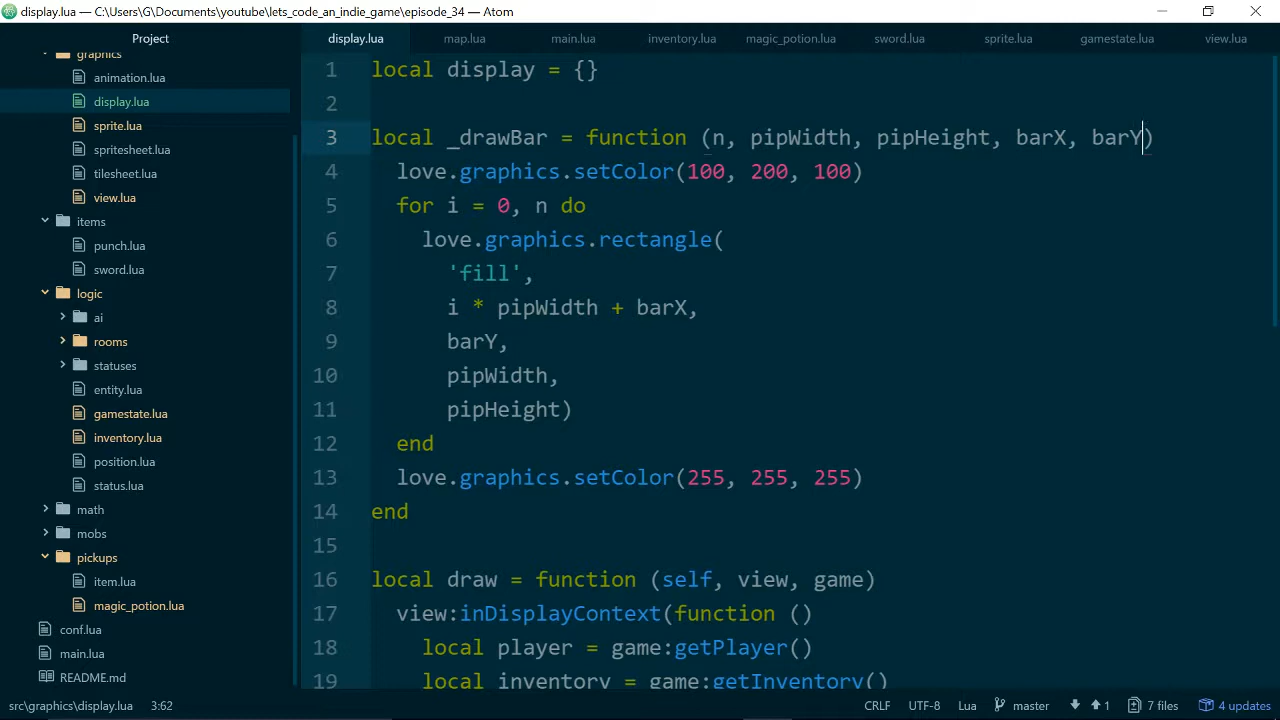 display.lua — C:\Users\G\Documents\youtube\lets_code_an_indie_game\episode_34 — Atom
Project
display.lua
map.lua
main.lua
inventory.lua
magic_potion.lua
sword.lua
sprite.lua
gamestate.lua
view.lua
graphics
animation.lua
display.lua
sprite.lua
spritesheet.lua
tilesheet.lua
view.lua
items
punch.lua
sword.lua
logic
ai
rooms
statuses
entity.lua
gamestate.lua
inventory.lua
position.lua
status.lua
math
mobs
pickups
item.lua
magic_potion.lua
conf.lua
main.lua
README.md
1 local display = {}
2
3 local _drawBar = function (n, pipWidth, pipHeight, barX, barY)
4 love.graphics.setColor(100, 200, 100)
5 for i = 0, n do
6 love.graphics.rectangle(
7 'fill',
8 i * pipWidth + barX,
9 barY,
10 pipWidth,
11 pipHeight)
12 end
13 love.graphics.setColor(255, 255, 255)
14 end
15
16 local draw = function (self, view, game)
17 view:inDisplayContext(function ()
18 local player = game:getPlayer()
19 local inventory = game:getInventory()
src\graphics\display.lua 3:62
CRLF UTF-8 Lua master 1 7 files 4 updates